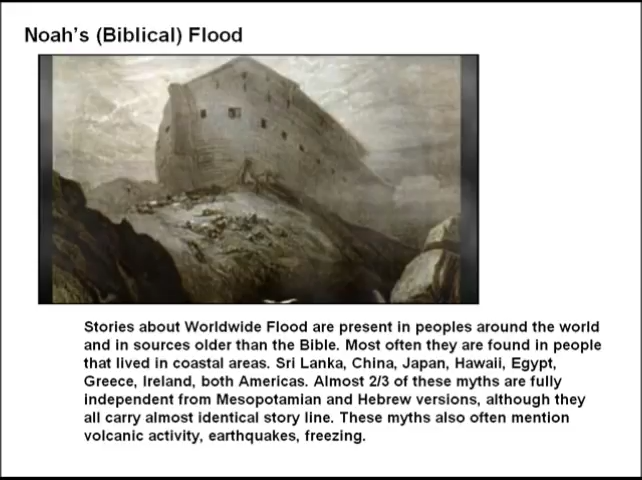 Noah's (Biblical) Flood
Stories about Worldwide Flood are present in peoples around the world
and in sources older than the Bible. Most often they are found in people
that lived in coastal areas. Sri Lanka, China, Japan, Hawaii, Egypt,
Greece, Ireland, both Americas. Almost 2/3 of these myths are fully
independent from Mesopotamian and Hebrew versions, although they
all carry almost identical story line. These myths also often mention
volcanic activity, earthquakes, freezing.